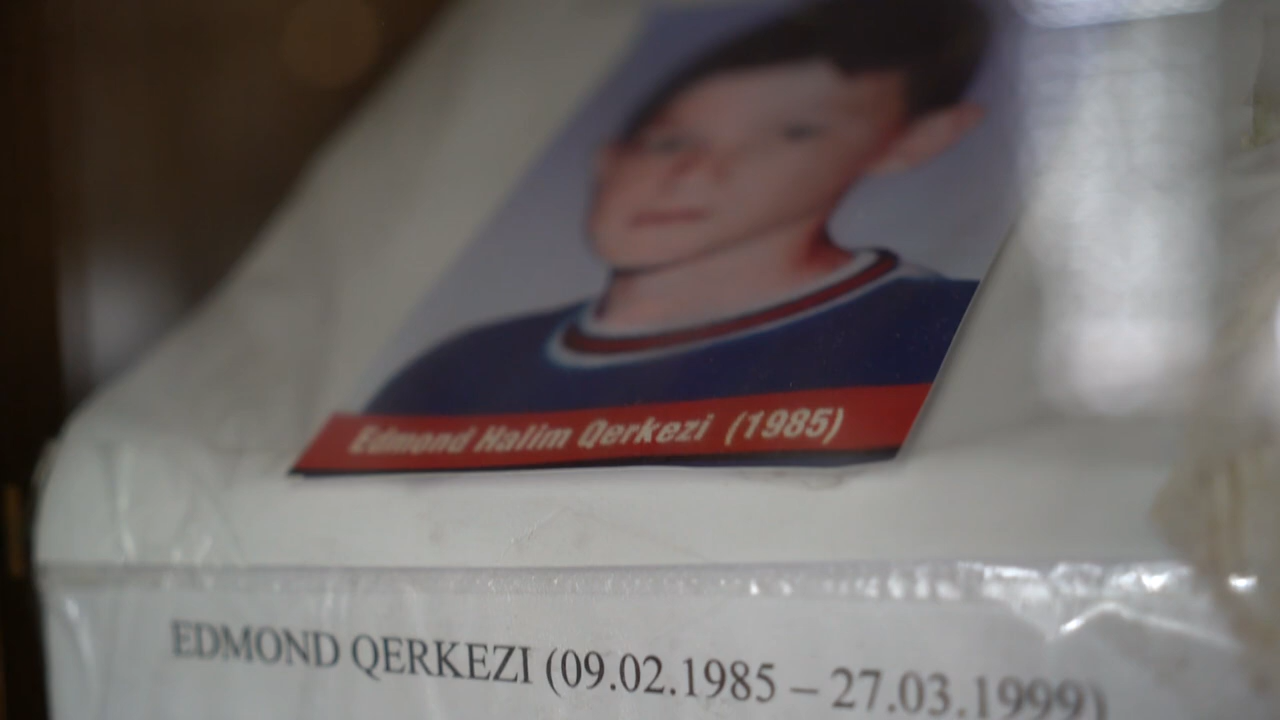 Edmond Halim Qerkezi (1985)
EDMOND QERKEZI (09.02.1985 – 27.03.1999)